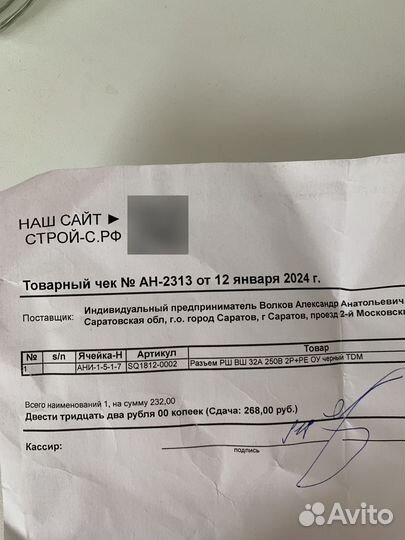 НАШ САЙТ ►
СТРОЙ-С.РФ
Товарный чек № АН-2313 от 12 января 2024 г.
Поставщик: Индивидуальный предприниматель Волков Александр Анатольевич
Саратовская обл, г.о. город Саратов, г Саратов, проезд 2-й Московски
№ s/n Ячейка-Н Артикул Товар
1 АНИ-1-5-1-7 SQ1812-0002 Разъем РШ ВШ 32А 250В 2Р+РЕ ОУ черный TDM
Всего наименований 1, на сумму 232,00
Двести тридцать два рубля 00 копеек (Сдача: 268,00 руб.)
Кассир:
подпись
Avito